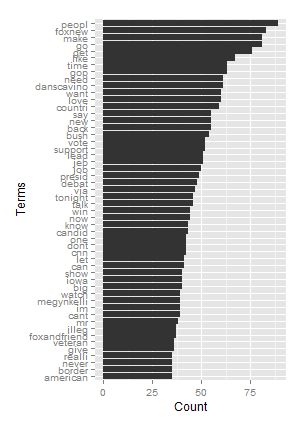 peopl
foxnew
make
go
get
like
time
gop
need
danscavino
want
love
countri
say
new
back
bush
vote
support
lead
jeb
job
presid
debat
via
tonight
talk
win
now
know
candid
one
dont
cnn
let
can
show
iowa
big
watch
megynkelli
im
cant
mr
illeg
foxandfriend
veteran
give
realli
never
border
american
Terms
0 25 50 75
Count